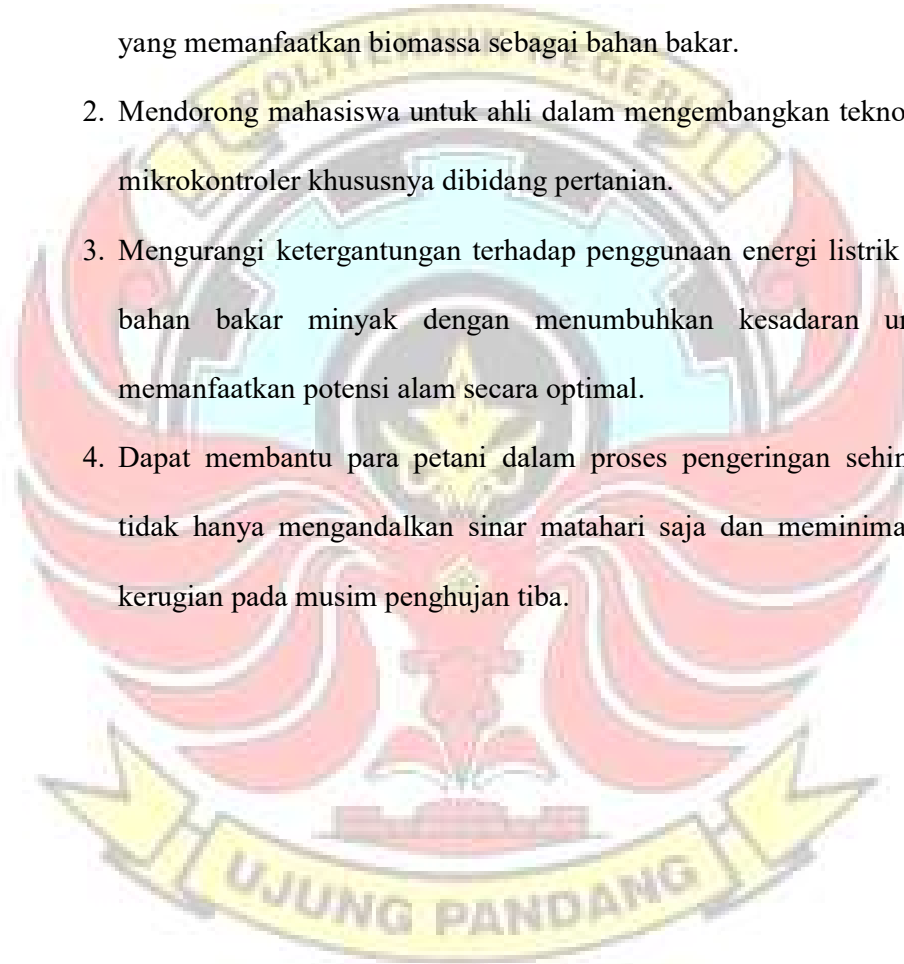 yang memanfaatkan biomassa sebagai bahan bakar.
POLITEKNIK NEGERI
2. Mendorong mahasiswa untuk ahli dalam mengembangkan tekno
mikrokontroler khususnya dibidang pertanian.
3. Mengurangi ketergantungan terhadap penggunaan energi listrik
bahan bakar minyak dengan menumbuhkan kesadaran un
memanfaatkan potensi alam secara optimal.
4. Dapat membantu para petani dalam proses pengeringan sehin
tidak hanya mengandalkan sinar matahari saja dan meminima
kerugian pada musim penghujan tiba.
UJUNG PANDANG